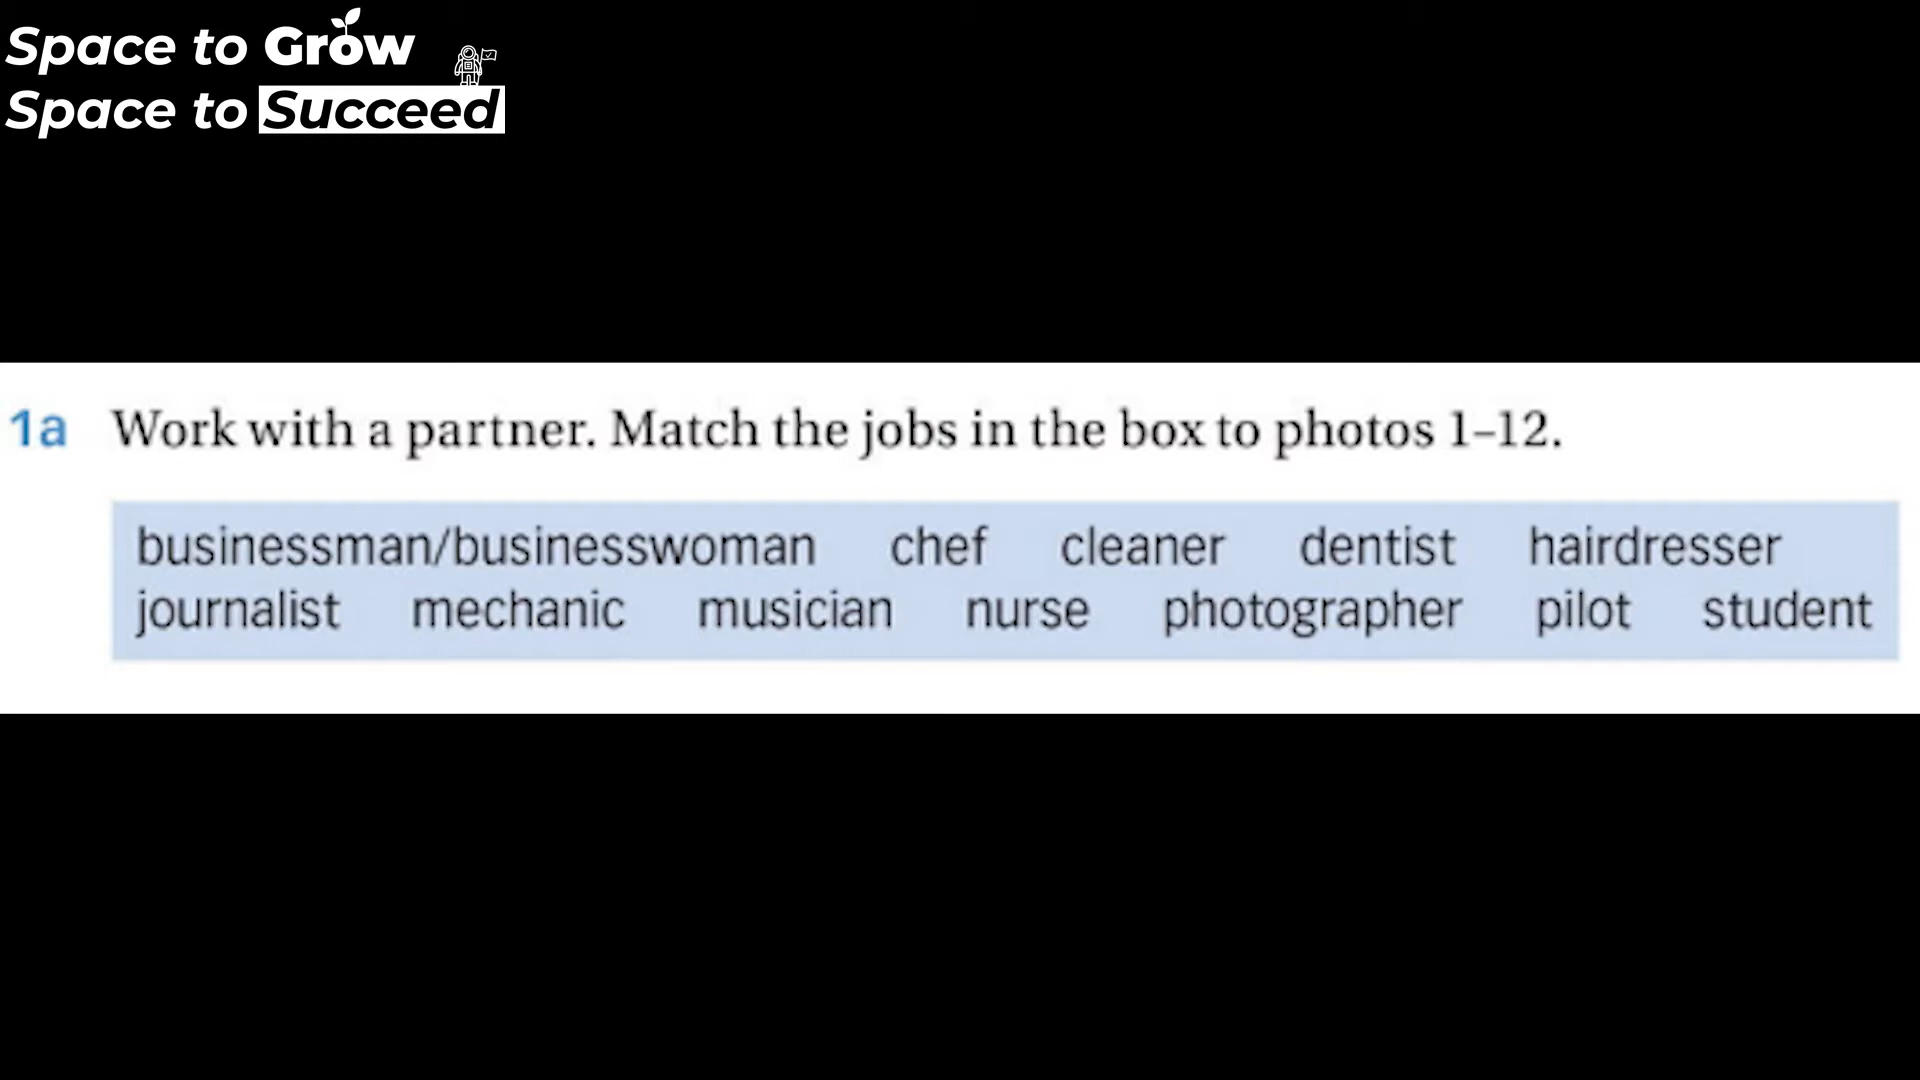 Space to Grow
Space to Succeed
1a Work with a partner. Match the jobs in the box to photos 1–12.
businessman/businesswoman chef cleaner dentist hairdresser
journalist mechanic musician nurse photographer pilot student